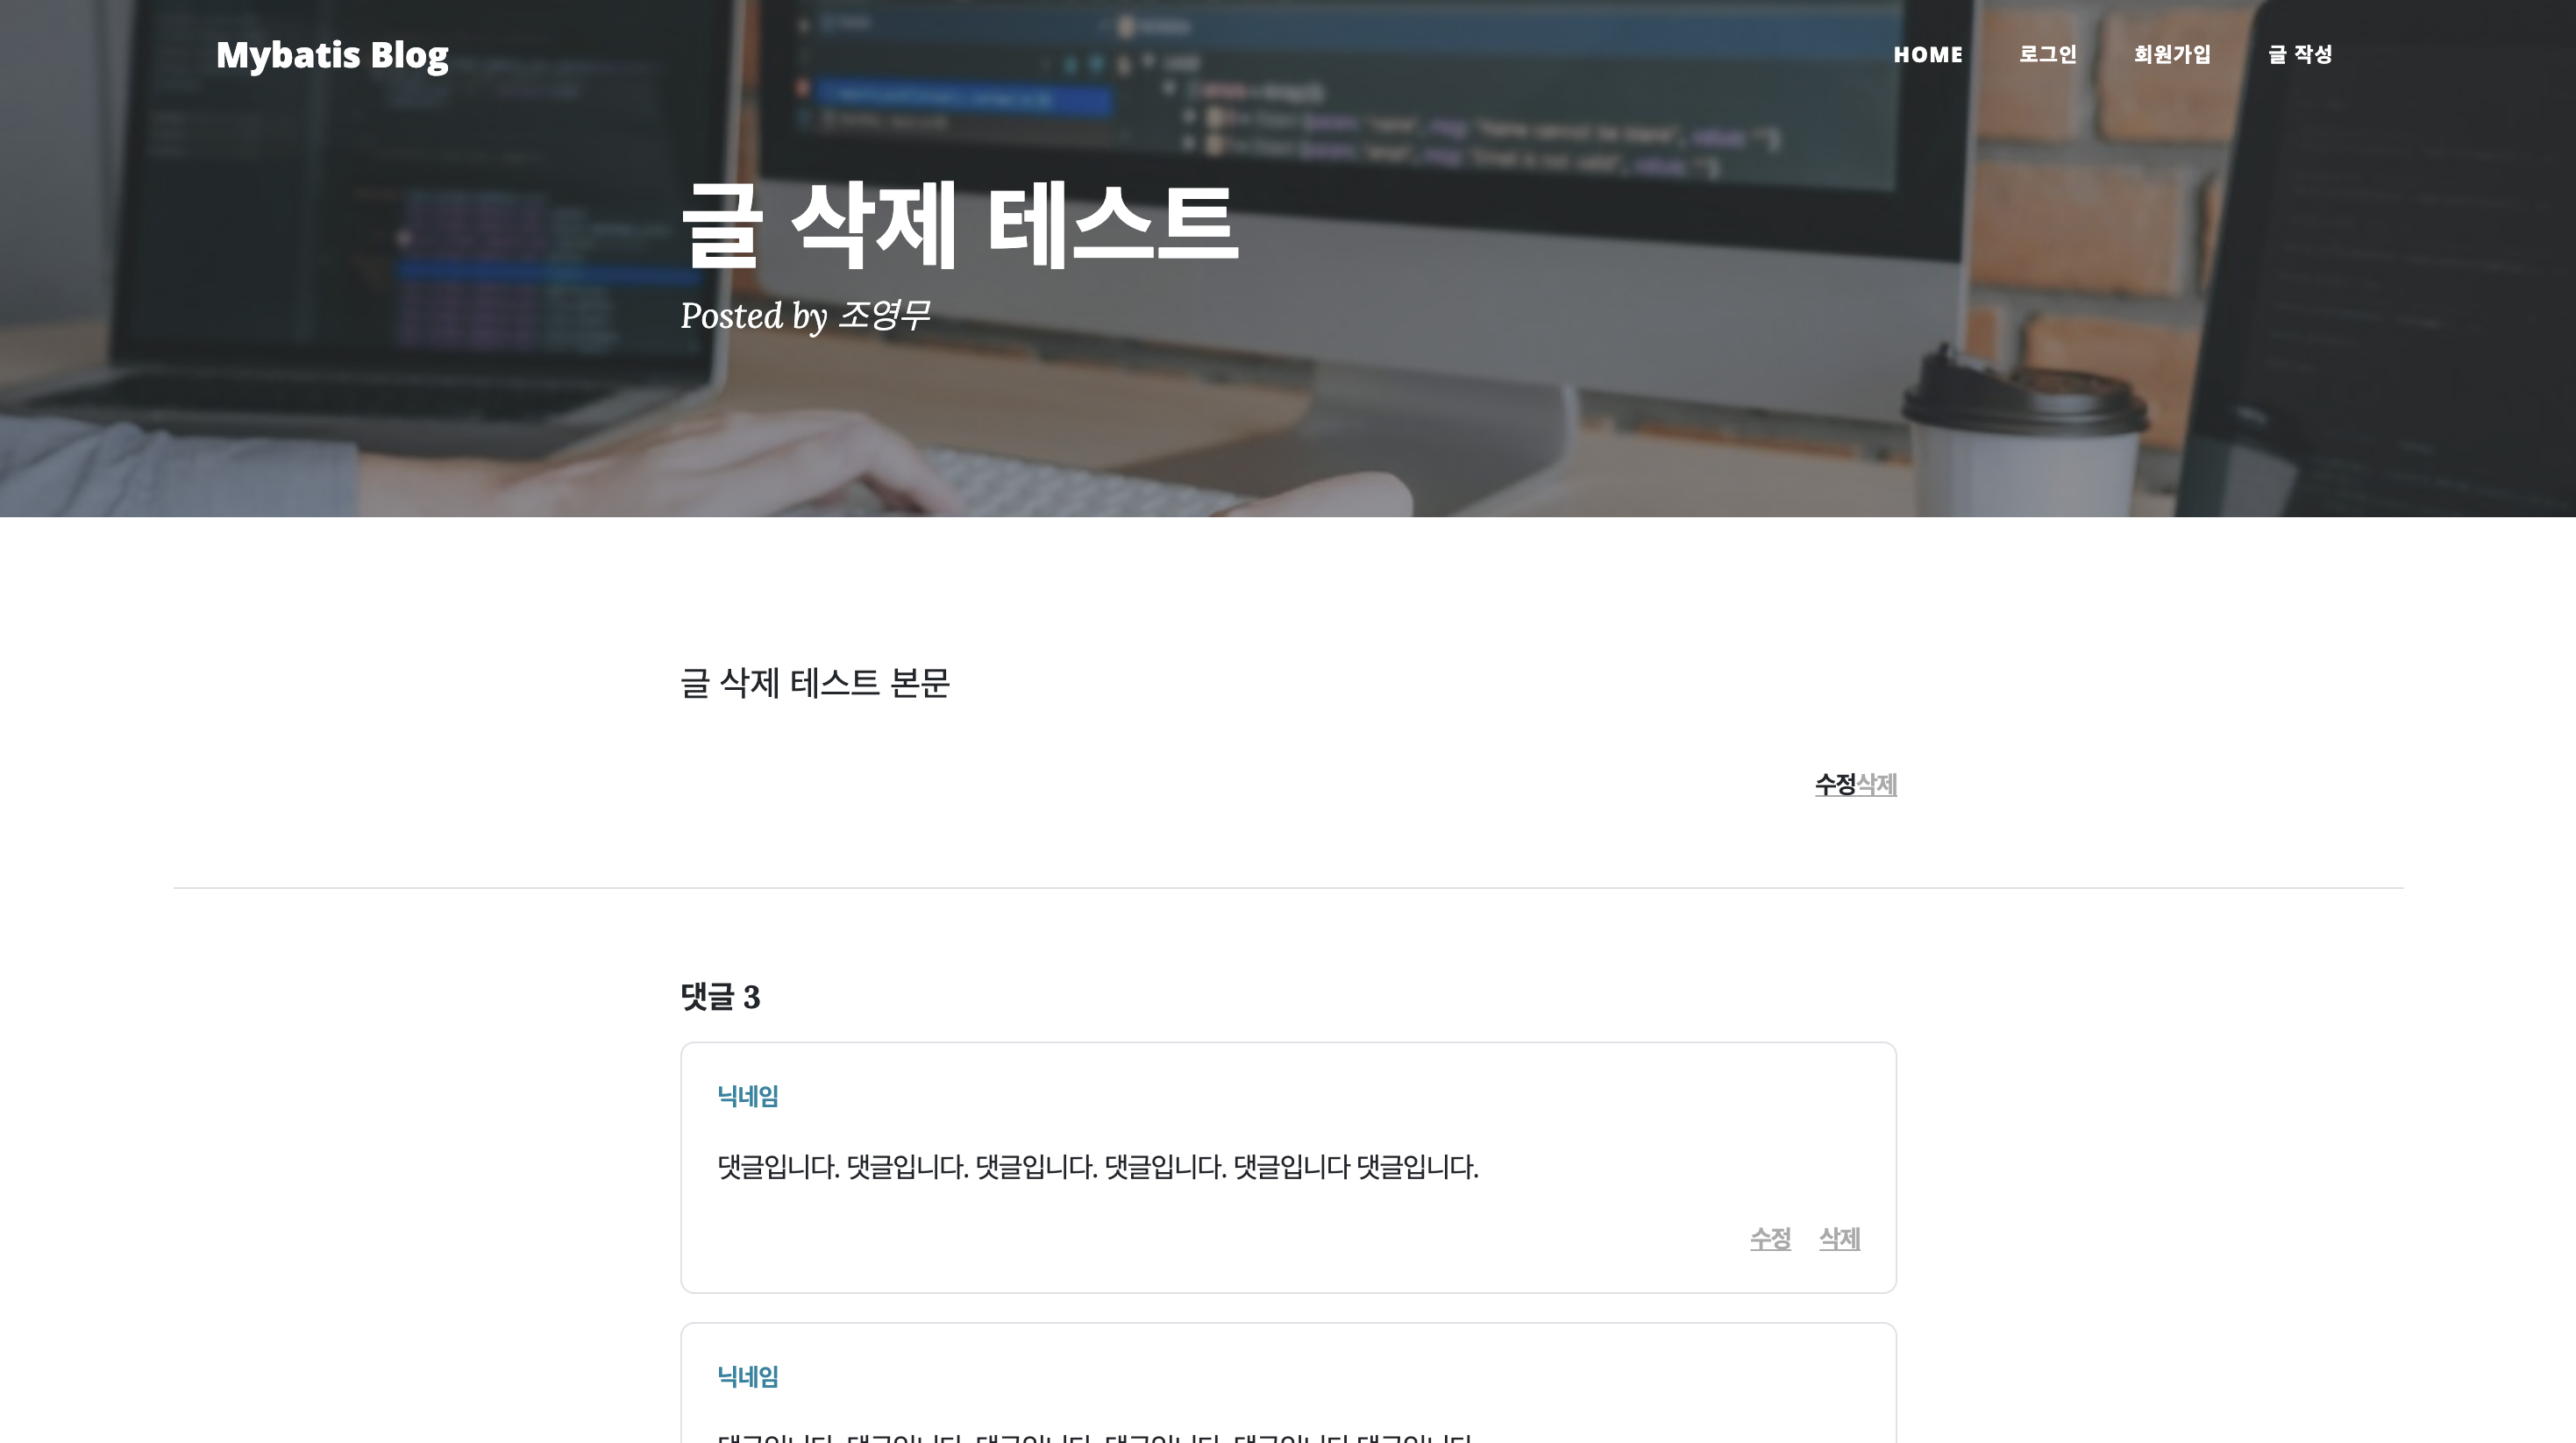 Mybatis Blog
HOME 로그인 회원가입 글 작성
글 삭제 테스트
Posted by 조영무
글 삭제 테스트 본문
수정삭제
댓글 3
닉네임
댓글입니다. 댓글입니다. 댓글입니다. 댓글입니다. 댓글입니다 댓글입니다.
수정 삭제
닉네임